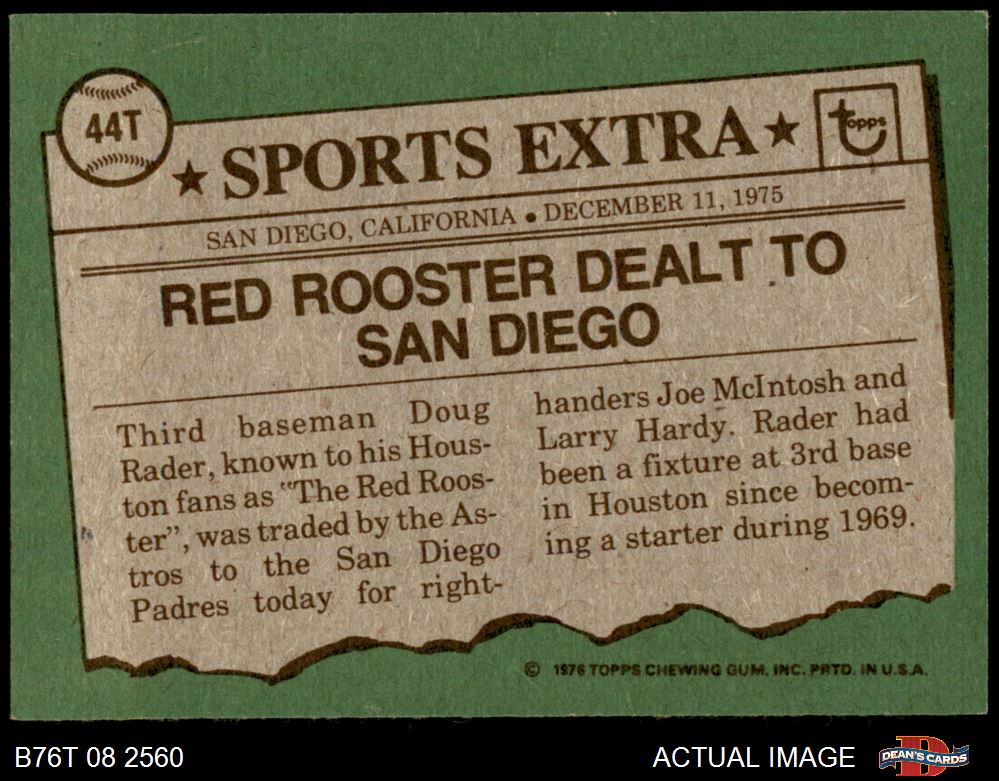 44T
★ SPORTS EXTRA ★
topps
SAN DIEGO, CALIFORNIA • DECEMBER 11, 1975
RED ROOSTER DEALT TO
SAN DIEGO
Third baseman Doug
Rader, known to his Hous-
ton fans as "The Red Roos-
ter", was traded by the As-
tros to the San Diego
Padres today for right-
handers Joe McIntosh and
Larry Hardy. Rader had
been a fixture at 3rd base
in Houston since becom-
ing a starter during 1969.
© 1976 TOPPS CHEWING GUM, INC. PRTD. IN U.S.A.
B76T 08 2560
ACTUAL IMAGE
D
DEAN'S CARDS